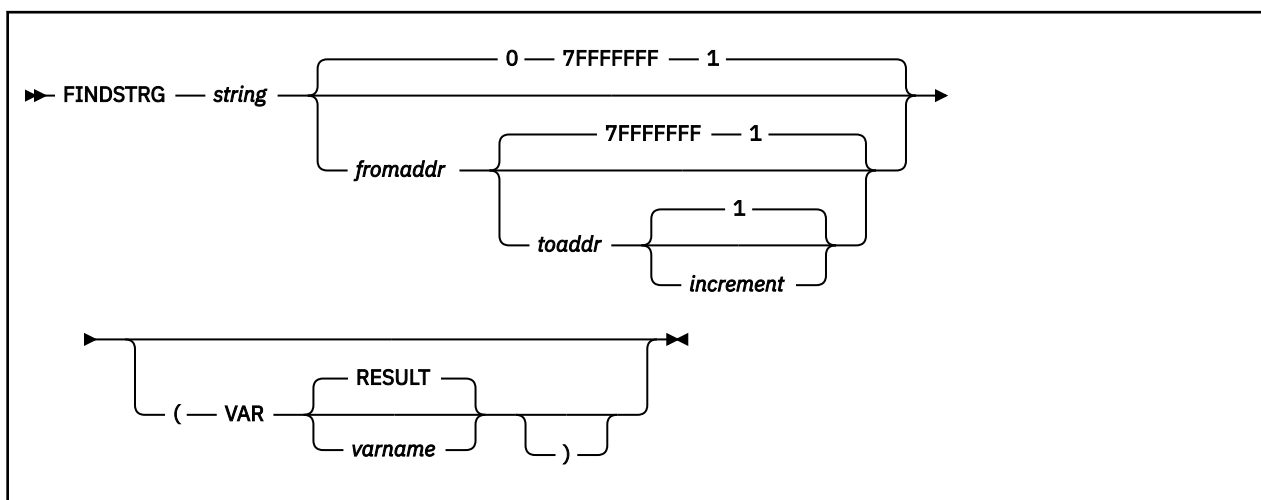 0 7FFFFFFF 1
FINDSTRG string
7FFFFFFF 1
fromaddr
1
toaddr
increment
RESULT
( VAR
varname
)